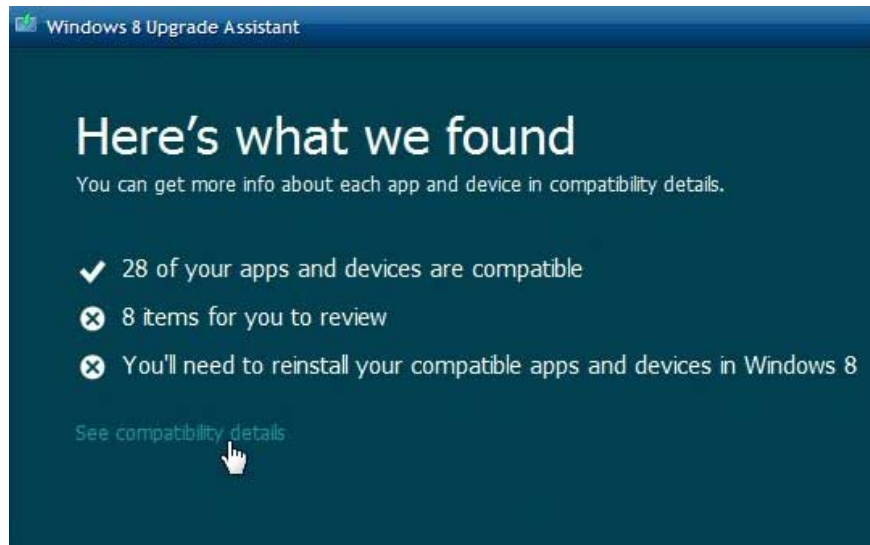 Windows 8 Upgrade Assistant
Here's what we found
You can get more info about each app and device in compatibility details.
28 of your apps and devices are compatible
8 items for you to review
You'll need to reinstall your compatible apps and devices in Windows 8
See compatibility details